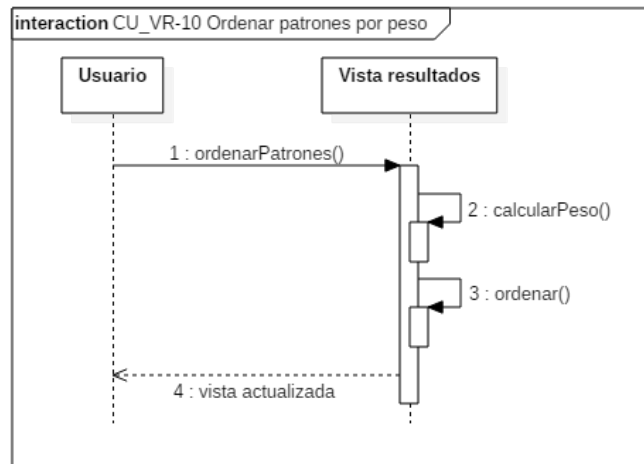 interaction CU_VR-10 Ordenar patrones por peso
Usuario
Vista resultados
1 : ordenarPatrones()
2 : calcularPeso()
3 : ordenar()
4 : vista actualizada